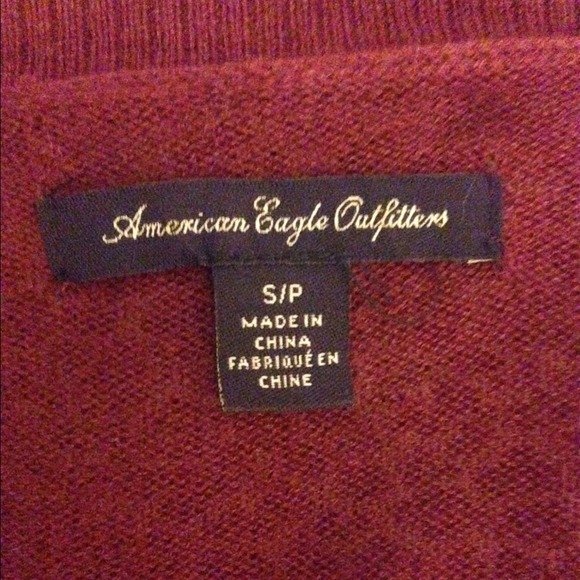 American Eagle Outfitters
S/P
MADE IN
CHINA
FABRIQUÉ EN
CHINE